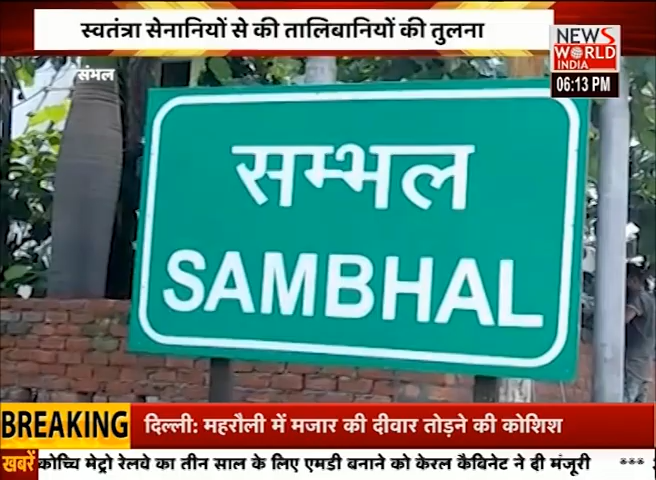 स्वतंत्रा सेनानियों से की तालिबानियों की तुलना
NEWS
WORLD
INDIA
06:13 PM
संभल
सम्भल
SAMBHAL
BREAKING
दिल्ली: महरौली में मजार की दीवार तोड़ने की कोशिश
खबरें
कोच्चि मेट्रो रेलवे का तीन साल के लिए एमडी बनाने को केरल कैबिनेट ने दी मंजूरी ***